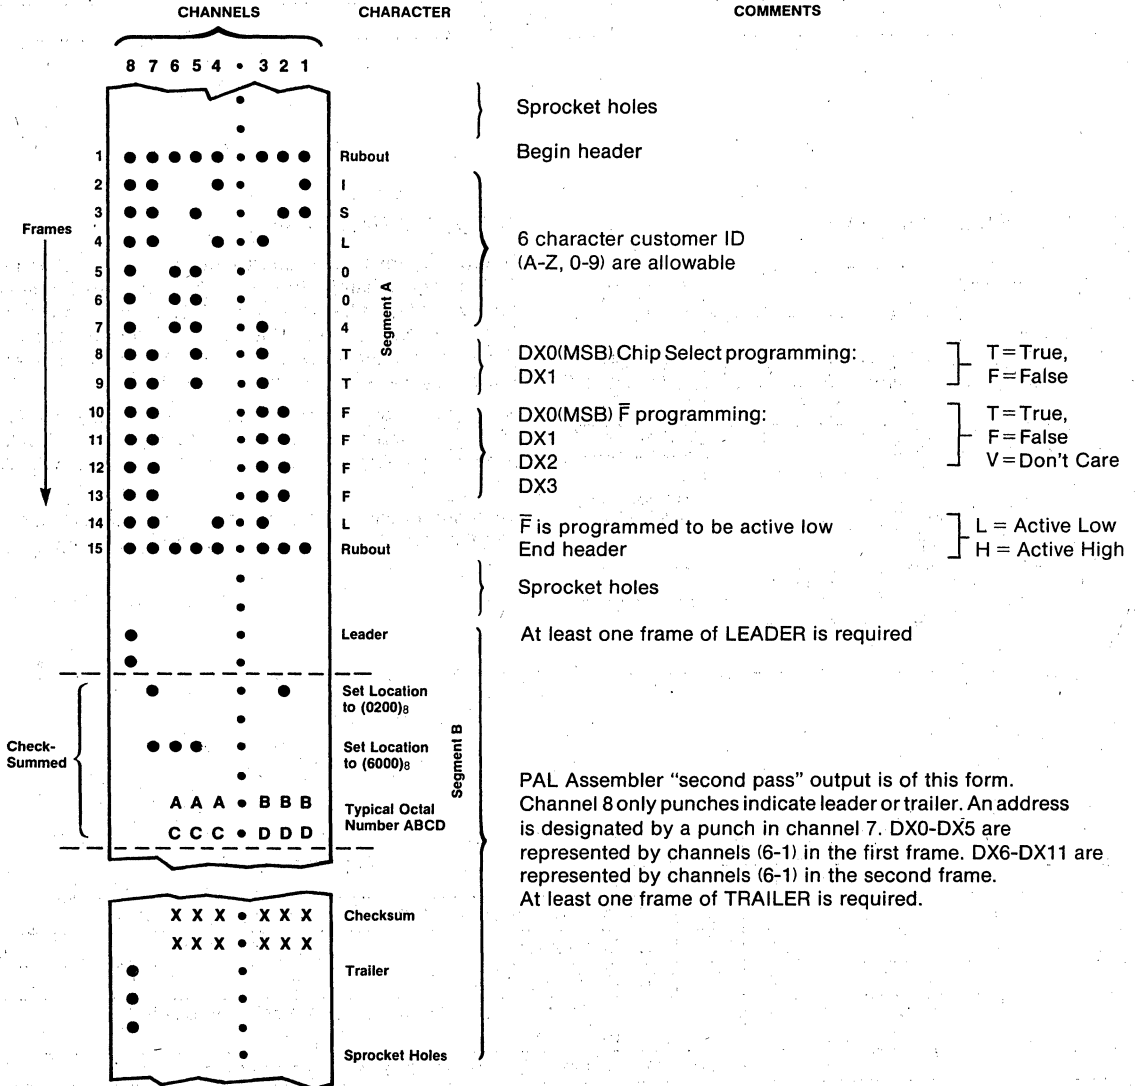 CHANNELS CHARACTER COMMENTS
8 7 6 5 4 • 3 2 1
Sprocket holes
1 Rubout Begin header
2 I
3 S
Frames
4 L 6 character customer ID
(A-Z, 0-9) are allowable
5 0
6 0
7 4
Segment A
8 T DX0(MSB) Chip Select programming: T = True,
9 T DX1 F = False
10 F DX0(MSB) F̅ programming: T = True,
11 F DX1 F = False
12 F DX2 V = Don't Care
13 F DX3
14 L F̅ is programmed to be active low L = Active Low
15 Rubout End header H = Active High
Sprocket holes
Leader At least one frame of LEADER is required
Set Location
to (0200)₈
Check-
Summed
Set Location
to (6000)₈
Segment B
A A A • B B B Typical Octal
C C C • D D D Number ABCD
PAL Assembler “second pass” output is of this form.
Channel 8 only punches indicate leader or trailer. An address
is designated by a punch in channel 7. DX0-DX5 are
represented by channels (6-1) in the first frame. DX6-DX11 are
represented by channels (6-1) in the second frame.
At least one frame of TRAILER is required.
X X X • X X X Checksum
X X X • X X X
Trailer
Sprocket Holes